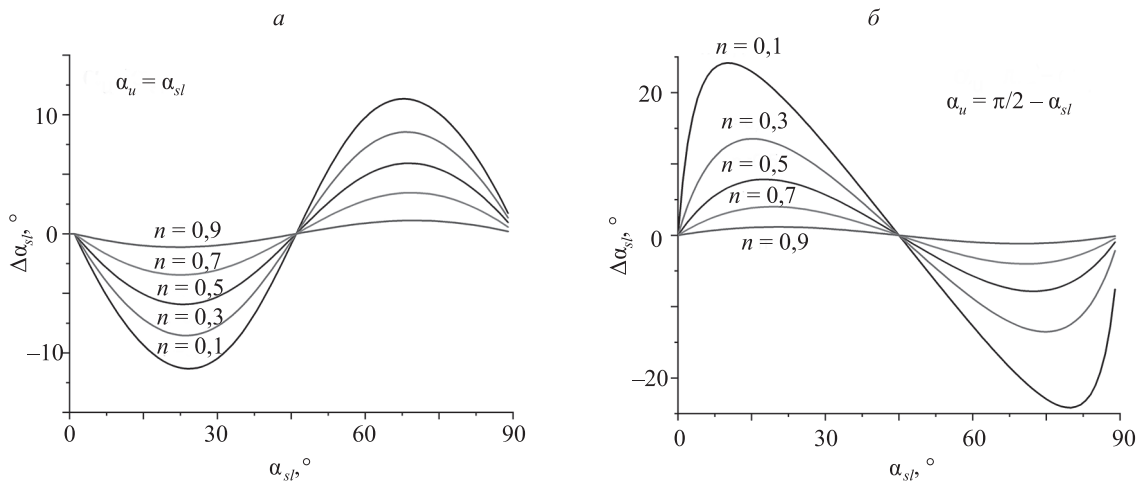 а
α_u = α_sl
10
0
–10
Δα_sl, °
n = 0,9
n = 0,7
n = 0,5
n = 0,3
n = 0,1
0 30 60 90
α_sl, °
б
n = 0,1
α_u = π/2 – α_sl
20
n = 0,3
n = 0,5
n = 0,7
0
n = 0,9
Δα_sl, °
–20
0 30 60 90
α_sl, °